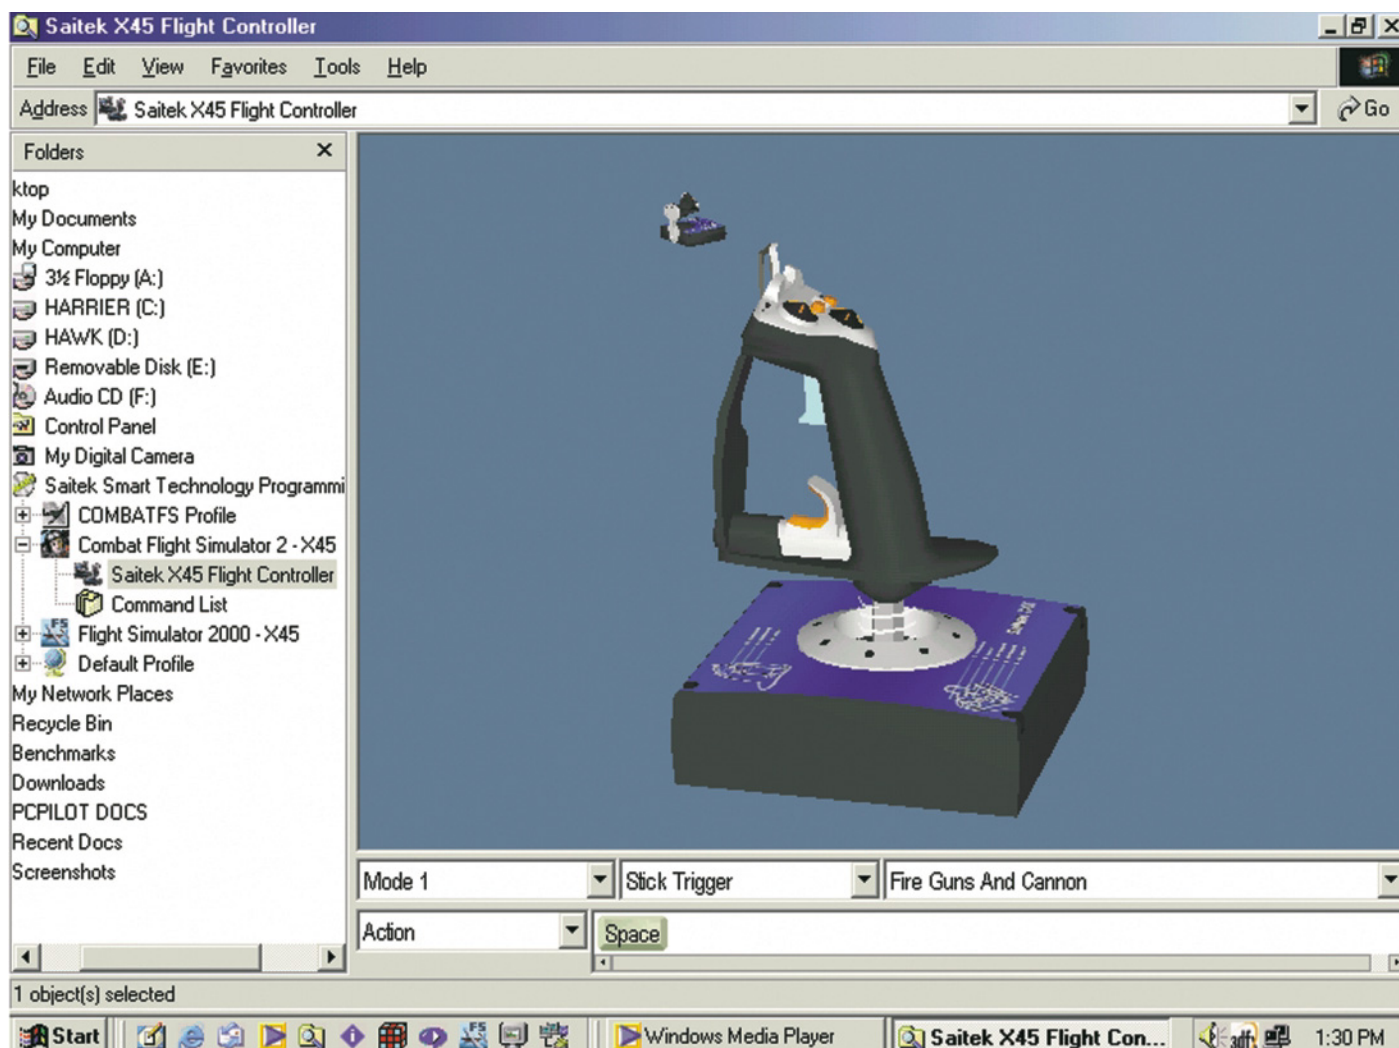 Saitek X45 Flight Controller
File Edit View Favorites Tools Help
Address Saitek X45 Flight Controller Go
Folders
ktop
My Documents
My Computer
3½ Floppy (A:)
HARRIER (C:)
HAWK (D:)
Removable Disk (E:)
Audio CD (F:)
Control Panel
My Digital Camera
Saitek Smart Technology Programmi
COMBATFS Profile
Combat Flight Simulator 2 - X45
Saitek X45 Flight Controller
Command List
Flight Simulator 2000 - X45
Default Profile
My Network Places
Recycle Bin
Benchmarks
Downloads
PCPILOT DOCS
Recent Docs
Screenshots
Mode 1 Stick Trigger Fire Guns And Cannon
Action Space
1 object(s) selected
Start FS Windows Media Player Saitek X45 Flight Con... adf 1:30 PM